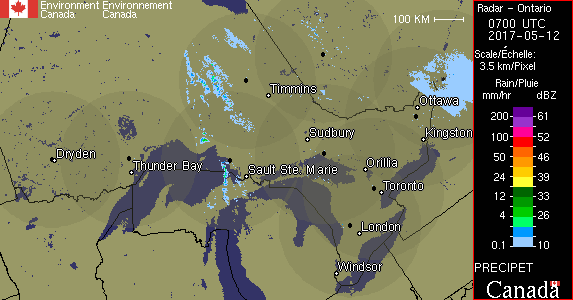 Environment Environnement
Canada Canada
100 KM
Timmins
Ottawa
Sudbury
Kingston
Dryden
Thunder Bay
Sault Ste. Marie
Orillia
Toronto
London
Windsor
Radar - Ontario
0700 UTC
2017-05-12
Scale/Échelle:
3.5 km/Pixel
Rain/Pluie
mm/hr dBZ
200 61
100 57
100 52
50 46
24 39
12 33
4 26
0.1 10
PRECIPET
Canada